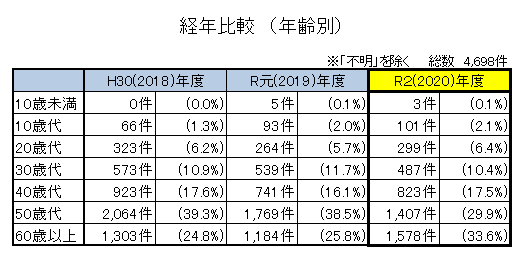 経年比較 （年齢別）
※「不明」を除く 総数 4,698件
H30(2018)年度 R元(2019)年度 R2(2020)年度
10歳未満 0件 (0.0%) 5件 (0.1%) 3件 (0.1%)
10歳代 66件 (1.3%) 93件 (2.0%) 101件 (2.1%)
20歳代 323件 (6.2%) 264件 (5.7%) 299件 (6.4%)
30歳代 573件 (10.9%) 539件 (11.7%) 487件 (10.4%)
40歳代 923件 (17.6%) 741件 (16.1%) 823件 (17.5%)
50歳代 2,064件 (39.3%) 1,769件 (38.5%) 1,407件 (29.9%)
60歳以上 1,303件 (24.8%) 1,184件 (25.8%) 1,578件 (33.6%)